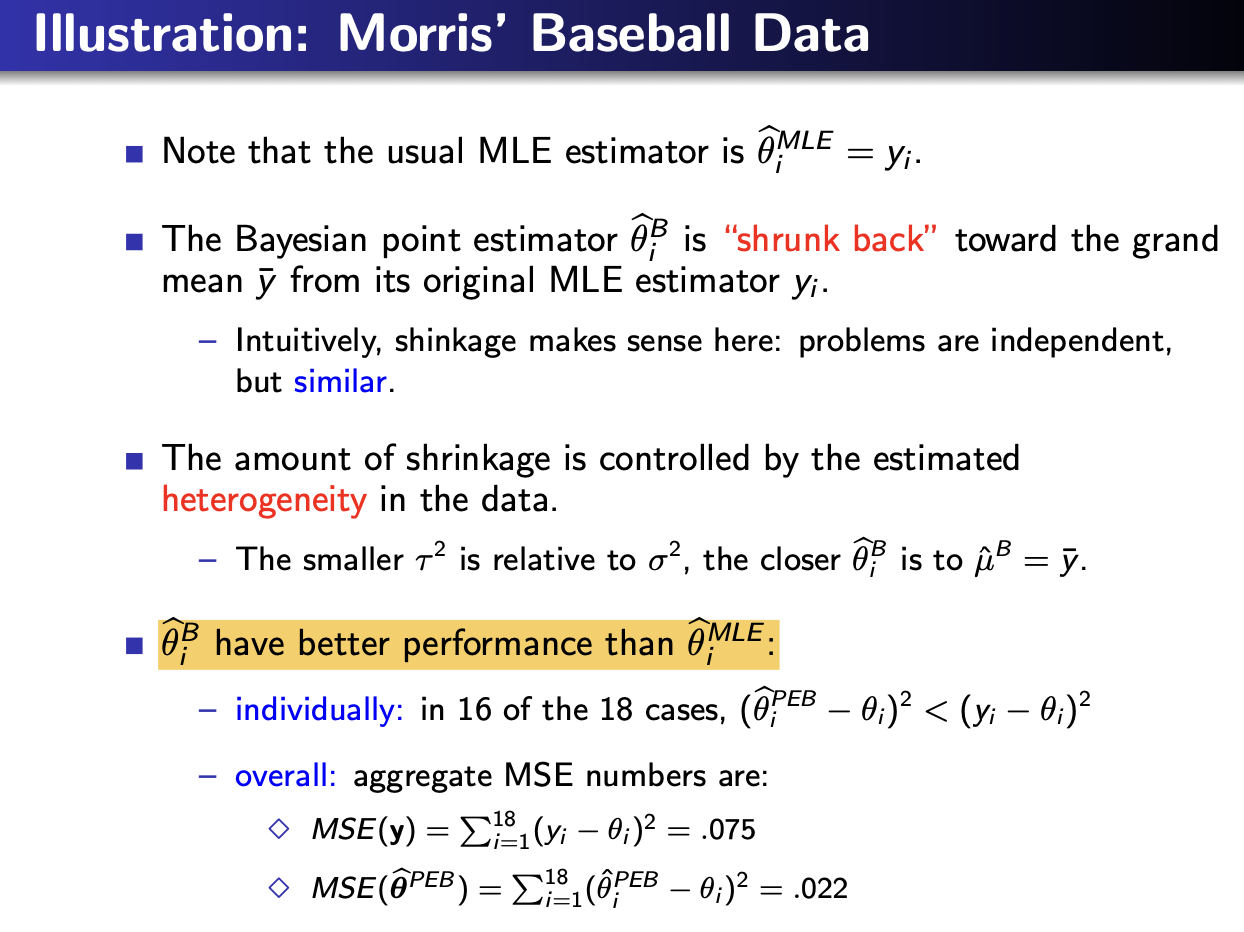 Illustration: Morris' Baseball Data
■ Note that the usual MLE estimator is $\widehat{\theta}_i^{MLE} = y_i$.
■ The Bayesian point estimator $\widehat{\theta}_i^{B}$ is “shrunk back” toward the grand
mean $\bar{y}$ from its original MLE estimator $y_i$.
– Intuitively, shinkage makes sense here: problems are independent,
but similar.
■ The amount of shrinkage is controlled by the estimated
heterogeneity in the data.
– The smaller $\tau^2$ is relative to $\sigma^2$, the closer $\widehat{\theta}_i^{B}$ is to $\hat{\mu}^B = \bar{y}$.
■ $\widehat{\theta}_i^{B}$ have better performance than $\widehat{\theta}_i^{MLE}$:
– individually: in 16 of the 18 cases, $(\widehat{\theta}_i^{PEB} - \theta_i)^2 < (y_i - \theta_i)^2$
– overall: aggregate MSE numbers are:
◇ $MSE(\mathbf{y}) = \sum_{i=1}^{18}(y_i - \theta_i)^2 = .075$
◇ $MSE(\widehat{\boldsymbol{\theta}}^{PEB}) = \sum_{i=1}^{18}(\hat{\theta}_i^{PEB} - \theta_i)^2 = .022$